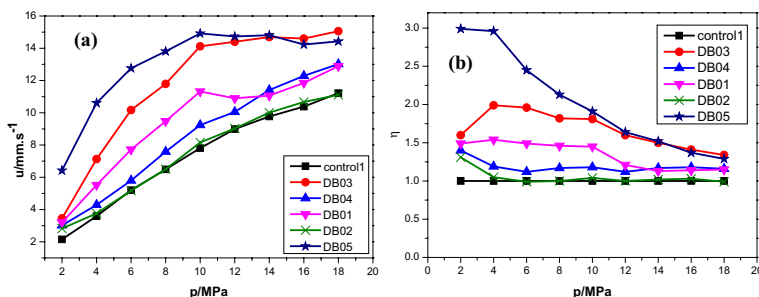 (a)
u/mm.s-1
16
14
12
10
8
6
4
2
control1
DB03
DB04
DB01
DB02
DB05
2 4 6 8 10 12 14 16 18 20
p/MPa
(b)
η
3.0
2.5
2.0
1.5
1.0
0.5
0.0
control1
DB03
DB04
DB01
DB02
DB05
0 2 4 6 8 10 12 14 16 18 20
p/MPa